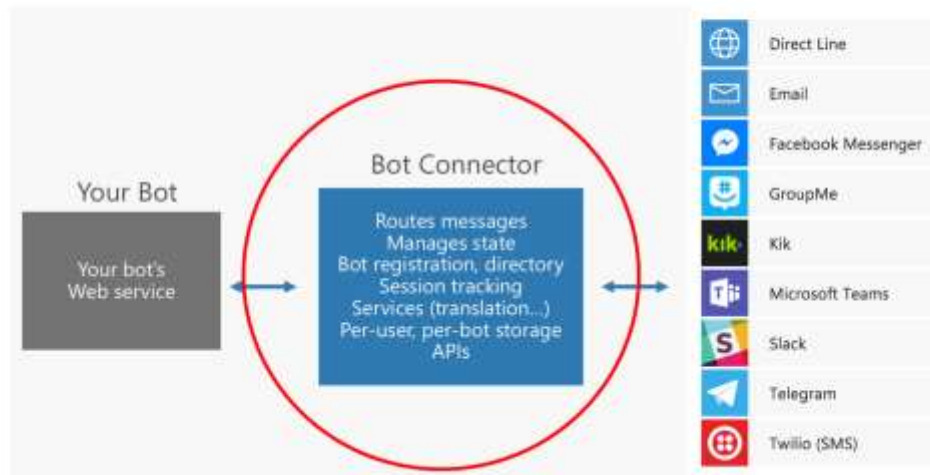 Your Bot
Your bot's
Web service
Bot Connector
Routes messages
Manages state
Bot registration, directory
Session tracking
Services (translation...)
Per-user, per-bot storage
APIs
Direct Line
Email
Facebook Messenger
#
GroupMe
kik
Kik
Microsoft Teams
S
Slack
Telegram
Twilio (SMS)